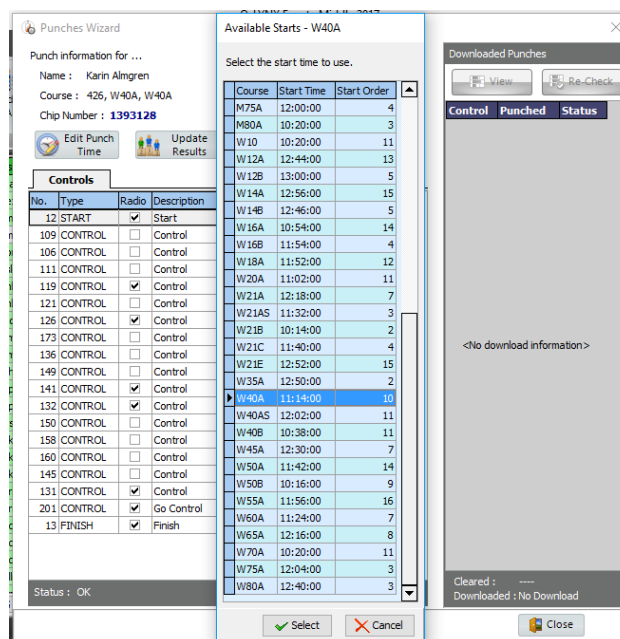 Punches Wizard
Punch information for ...
Name : Karin Almgren
Course : 426, W40A, W40A
Chip Number : 1393128
Edit Punch Time
Update Results
Controls
No. Type Radio Description
12 START Start
109 CONTROL Control
106 CONTROL Control
111 CONTROL Control
119 CONTROL Control
121 CONTROL Control
126 CONTROL Control
173 CONTROL Control
136 CONTROL Control
149 CONTROL Control
141 CONTROL Control
132 CONTROL Control
150 CONTROL Control
158 CONTROL Control
160 CONTROL Control
145 CONTROL Control
131 CONTROL Control
201 CONTROL Go Control
13 FINISH Finish
Status : OK
Available Starts - W40A
Select the start time to use.
Course Start Time Start Order
M75A 12:00:00 4
M80A 10:20:00 3
W10 10:20:00 11
W12A 12:44:00 13
W12B 13:00:00 5
W14A 12:56:00 15
W14B 12:46:00 5
W16A 10:54:00 14
W16B 11:54:00 4
W18A 11:52:00 12
W20A 11:02:00 11
W21A 12:18:00 7
W21AS 11:32:00 3
W21B 10:14:00 2
W21C 11:40:00 4
W21E 12:52:00 15
W35A 12:50:00 2
W40A 11:14:00 10
W40AS 12:02:00 11
W40B 10:38:00 11
W45A 12:30:00 7
W50A 11:42:00 14
W50B 10:16:00 9
W55A 11:56:00 16
W60A 11:24:00 7
W65A 12:16:00 8
W70A 10:20:00 11
W75A 12:04:00 3
W80A 12:40:00 3
Select
Cancel
Downloaded Punches
View
Re-Check
Control Punched Status
<No download information>
Cleared : ----
Downloaded : No Download
Close